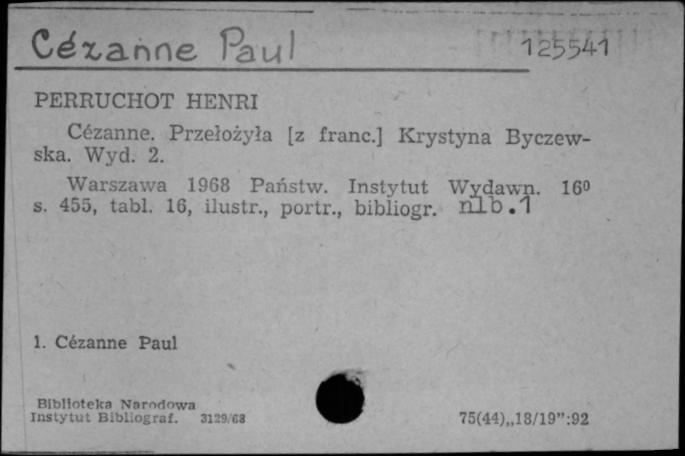 Cézanne Paul 125541
PERRUCHOT HENRI
Cézanne. Przełożyła [z franc.] Krystyna Byczew-
ska. Wyd. 2.
Warszawa 1968 Państw. Instytut Wydawn. 16⁰
s. 455, tabl. 16, ilustr., portr., bibliogr. nlb.1
1. Cézanne Paul
Biblioteka Narodowa
Instytut Bibliograf. 3129/68
75(44)„18/19”:92